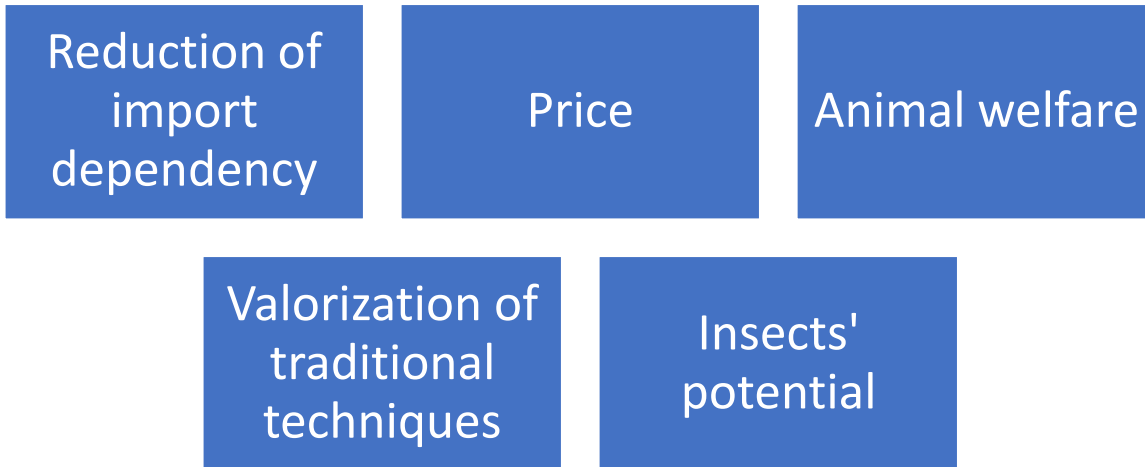 Reduction of
import
dependency
Price
Animal welfare
Valorization of
traditional
techniques
Insects'
potential